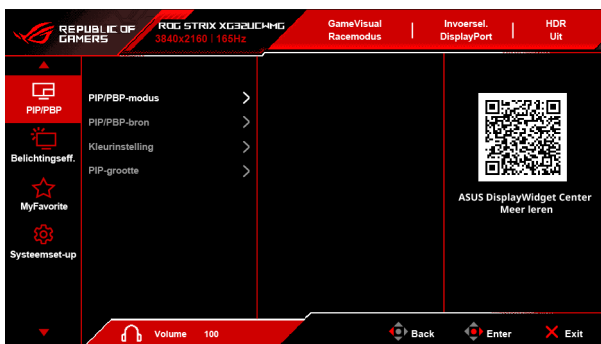 REPUBLIC OF
GAMERS
ROG STRIX XG32UCWMG
3840x2160 | 165Hz
GameVisual
Racemodus
Invoersel.
DisplayPort
HDR
Uit
PIP/PBP
Belichtingseff.
MyFavorite
Systeemset-up
PIP/PBP-modus
PIP/PBP-bron
Kleurinstelling
PIP-grootte
ASUS DisplayWidget Center
Meer leren
Volume 100
Back
Enter
Exit